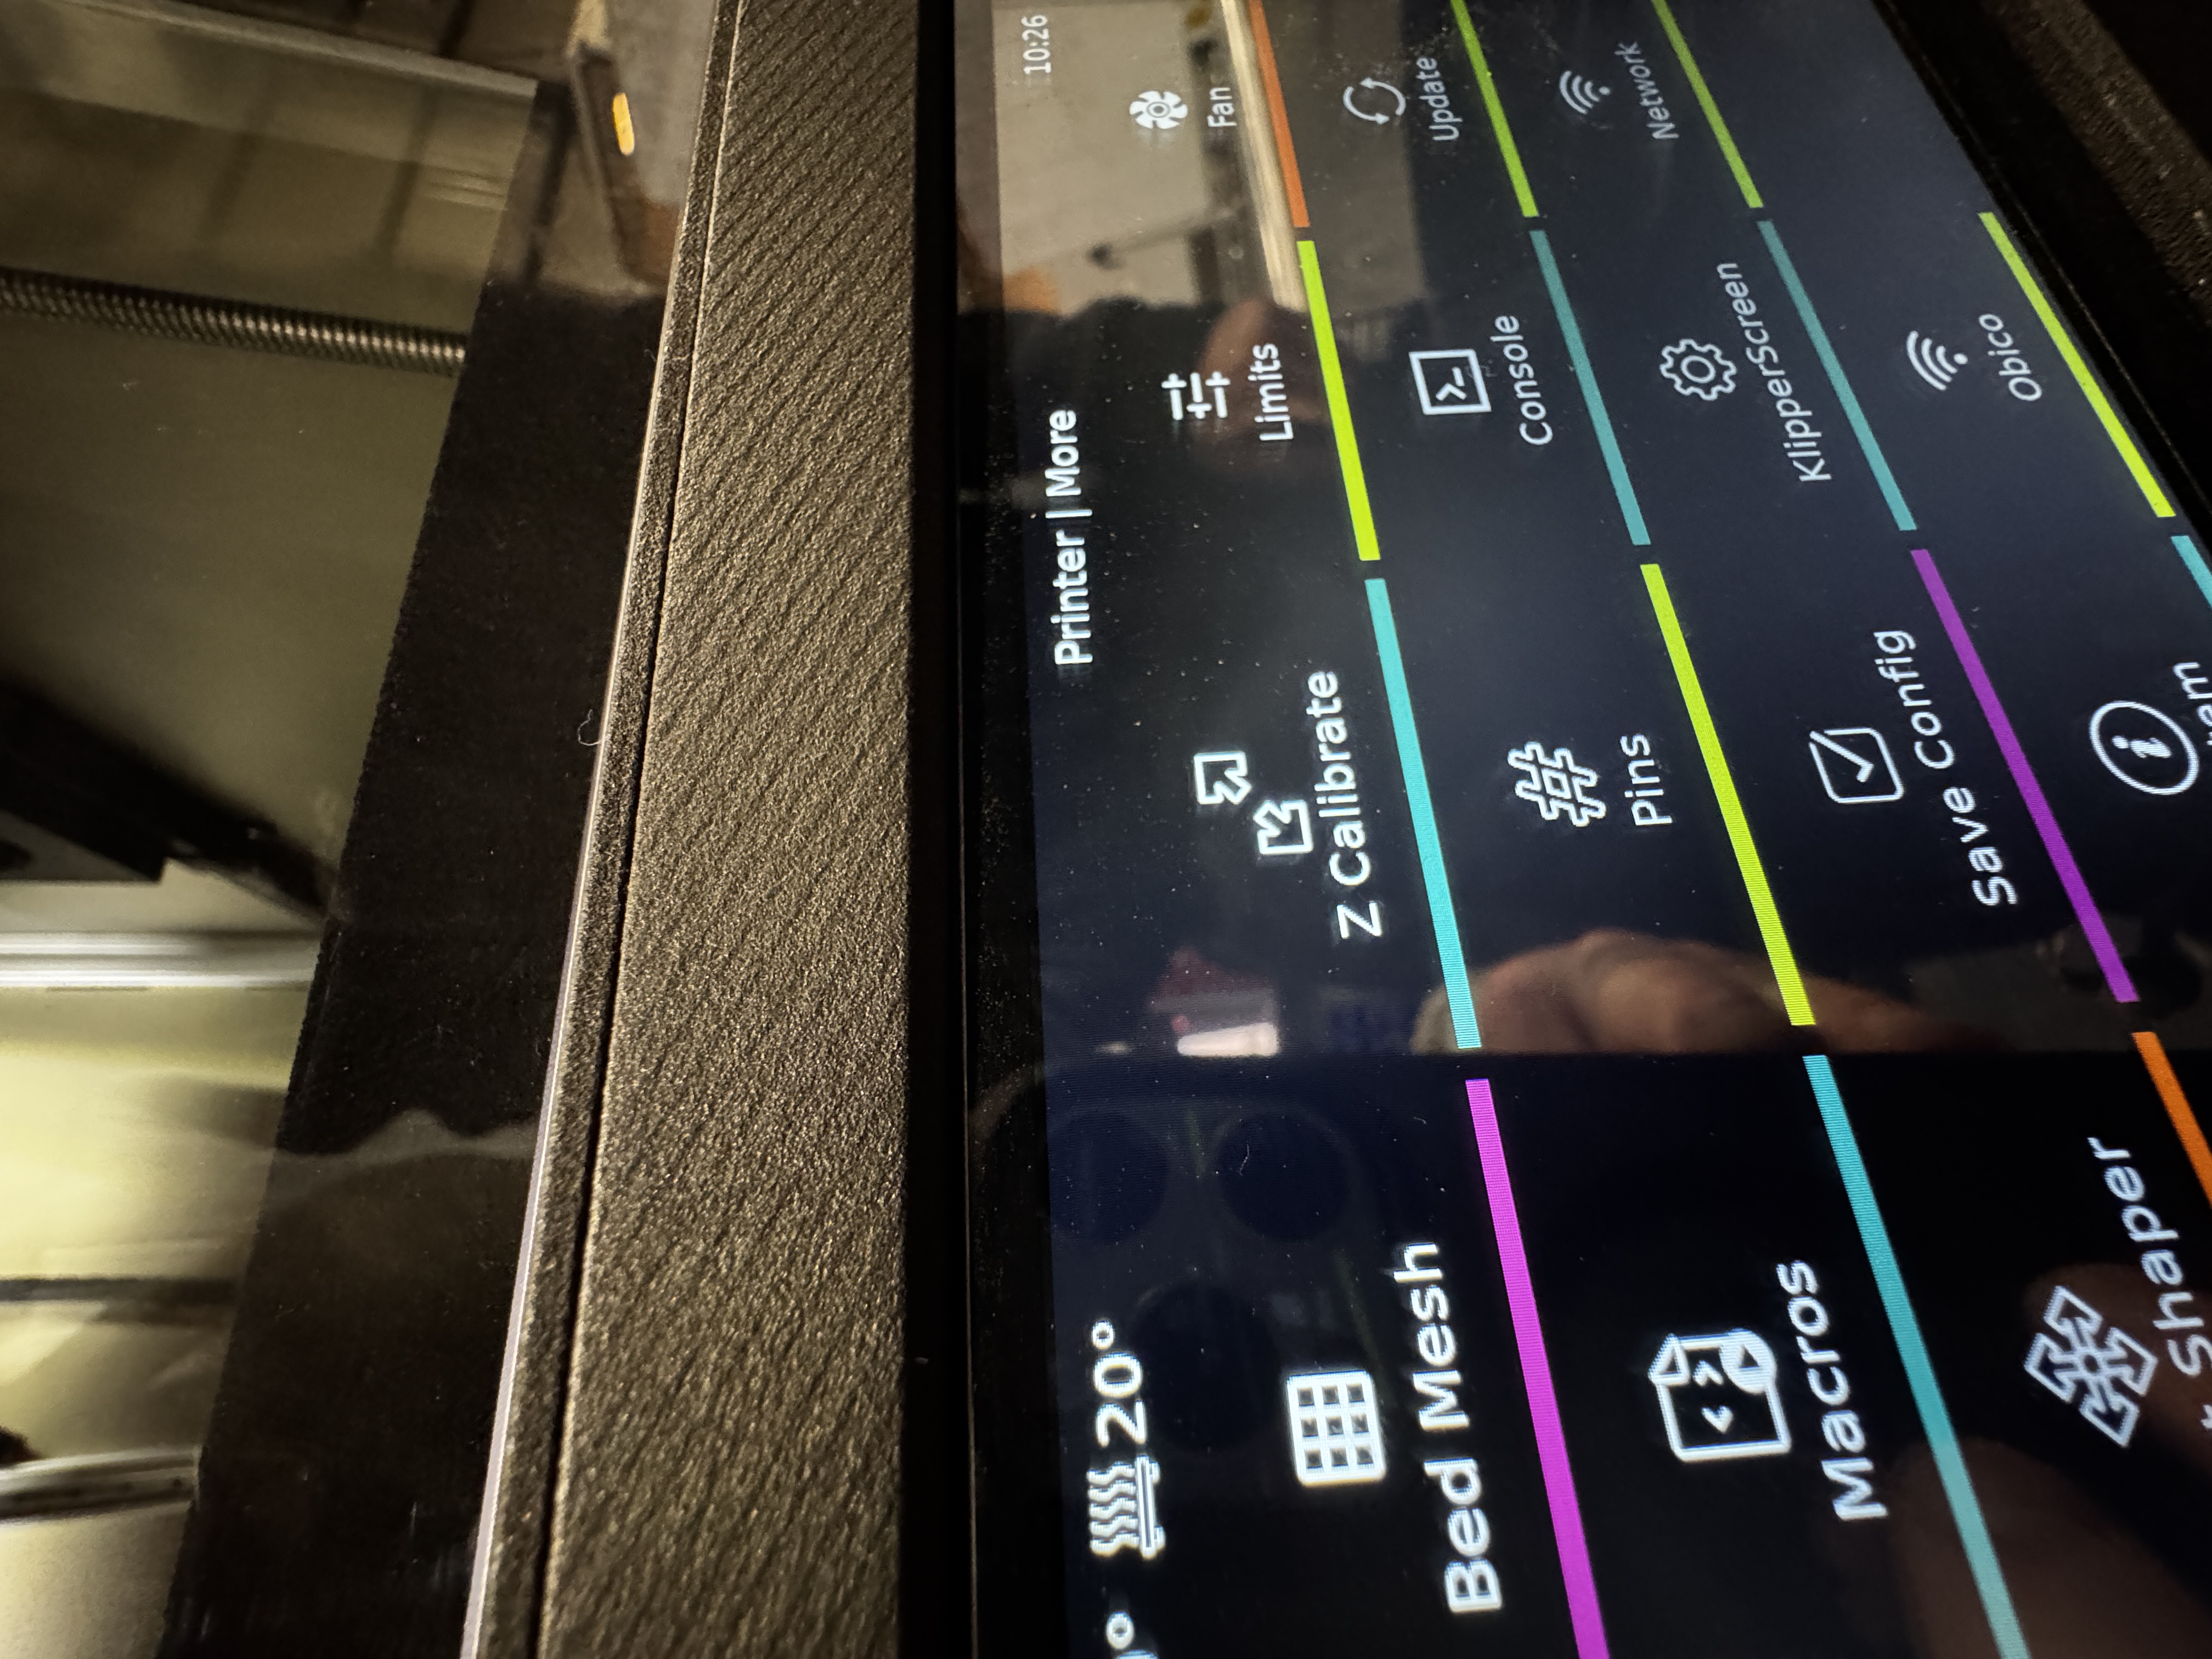 20°
Printer | More
10:26
Bed Mesh
Z Calibrate
Limits
Fan
Macros
Pins
Console
Update
Shaper
Save Config
KlipperScreen
Network
Obico